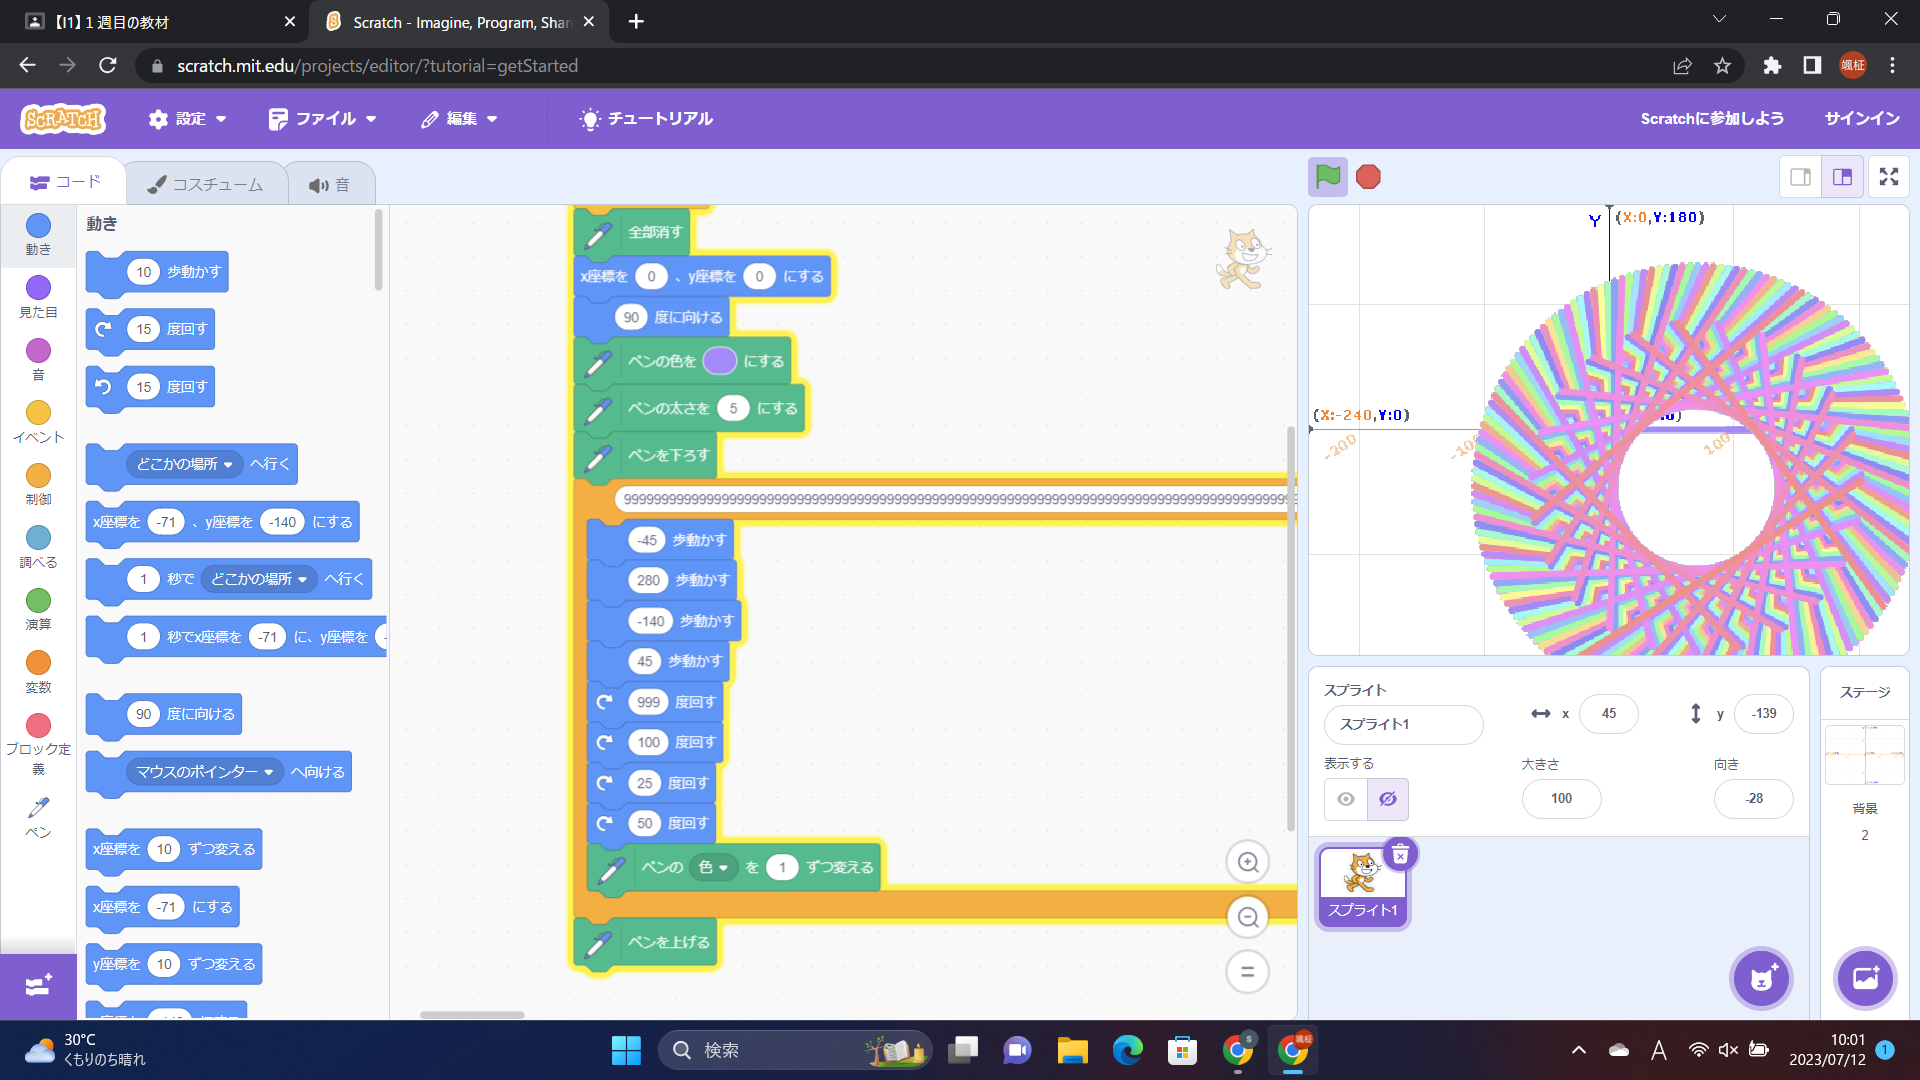 【I1】１週目の教材
Scratch - Imagine, Program, Shar
scratch.mit.edu/projects/editor/?tutorial=getStarted
颯柾
SCRATCH
設定
ファイル
編集
チュートリアル
Scratchに参加しよう
サインイン
コード
コスチューム
音
動き
見た目
音
イベント
制御
調べる
演算
変数
ブロック定義
ペン
動き
10 歩動かす
15 度回す
15 度回す
どこかの場所 へ行く
x座標を -71 、y座標を -140 にする
1 秒で どこかの場所 へ行く
1 秒でx座標を -71 に、y座標を
90 度に向ける
マウスのポインター へ向ける
x座標を 10 ずつ変える
x座標を -71 にする
y座標を 10 ずつ変える
全部消す
x座標を 0 、y座標を 0 にする
90 度に向ける
ペンの色を にする
ペンの太さを 5 にする
ペンを下ろす
-45 歩動かす
280 歩動かす
-140 歩動かす
45 歩動かす
999 度回す
100 度回す
25 度回す
50 度回す
ペンの 色 を 1 ずつ変える
ペンを上げる
Y (X:0,Y:180)
(X:-240,Y:0)
-200
-100
100
スプライト
スプライト1
x 45
y -139
表示する
大きさ
100
向き
-28
スプライト1
ステージ
背景
2
30°C
くもりのち晴れ
検索
S
颯柾
A
10:01
2023/07/12
1